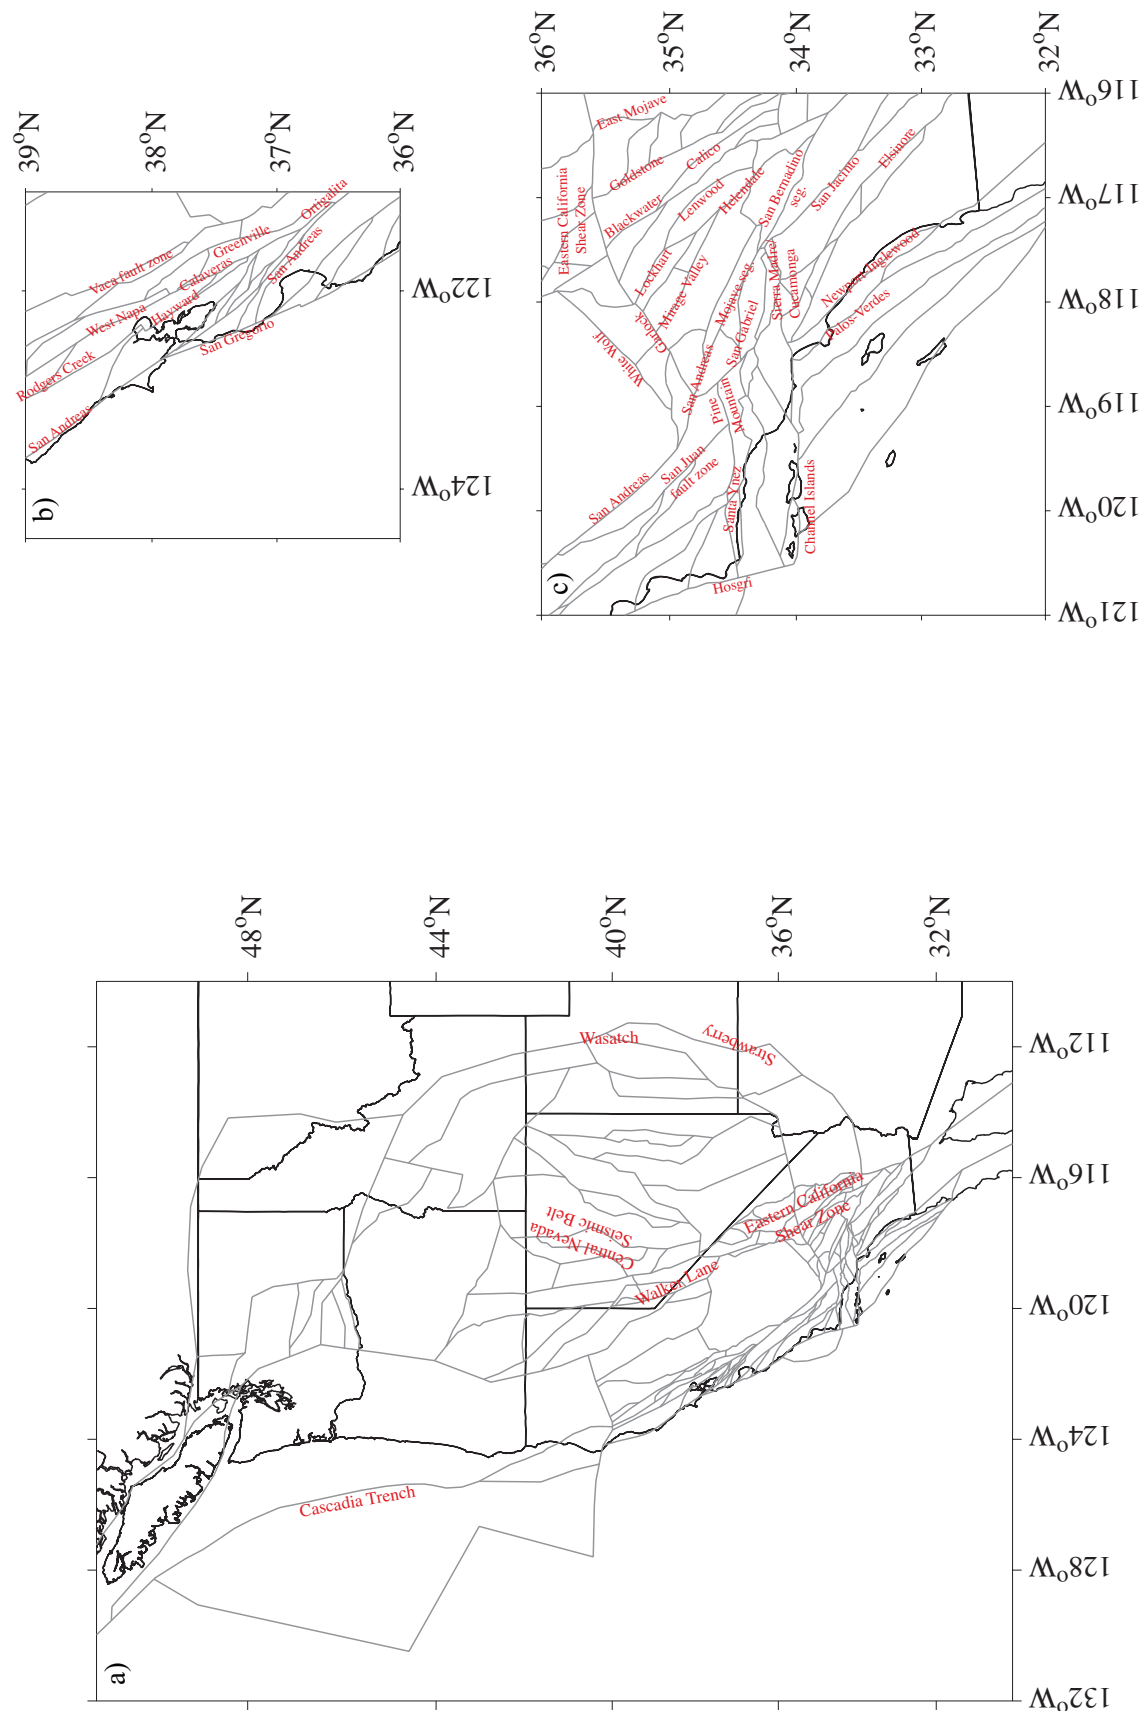 a)
48°N
44°N
40°N
36°N
32°N
132°W
128°W
124°W
120°W
116°W
112°W
Cascadia Trench
Wasatch
Strawberry
Central Nevada
Seismic Belt
Walker Lane
Eastern California
Shear Zone
b)
39°N
38°N
37°N
36°N
124°W
122°W
San Andreas
Rodgers Creek
West Napa
Vaca fault zone
Hayward
Calaveras
Greenville
San Gregorio
San Andreas
Ortigalita
c)
36°N
35°N
34°N
33°N
32°N
121°W
120°W
119°W
118°W
117°W
116°W
Eastern California
Shear Zone
East Mojave
Goldstone
Calico
Blackwater
Lenwood
Helendale
San Bernadino
seg.
San Jacinto
Elsinore
Lockhart
Mirage Valley
Mojave seg.
Sierra Madre
Cucamonga
Newport-Inglewood
Palos-Verdes
White Wolf
Garlock
San Andreas
San Gabriel
Pine
Mountain
San Andreas
San Juan
fault zone
Santa Ynez
Channel Islands
Hosgri